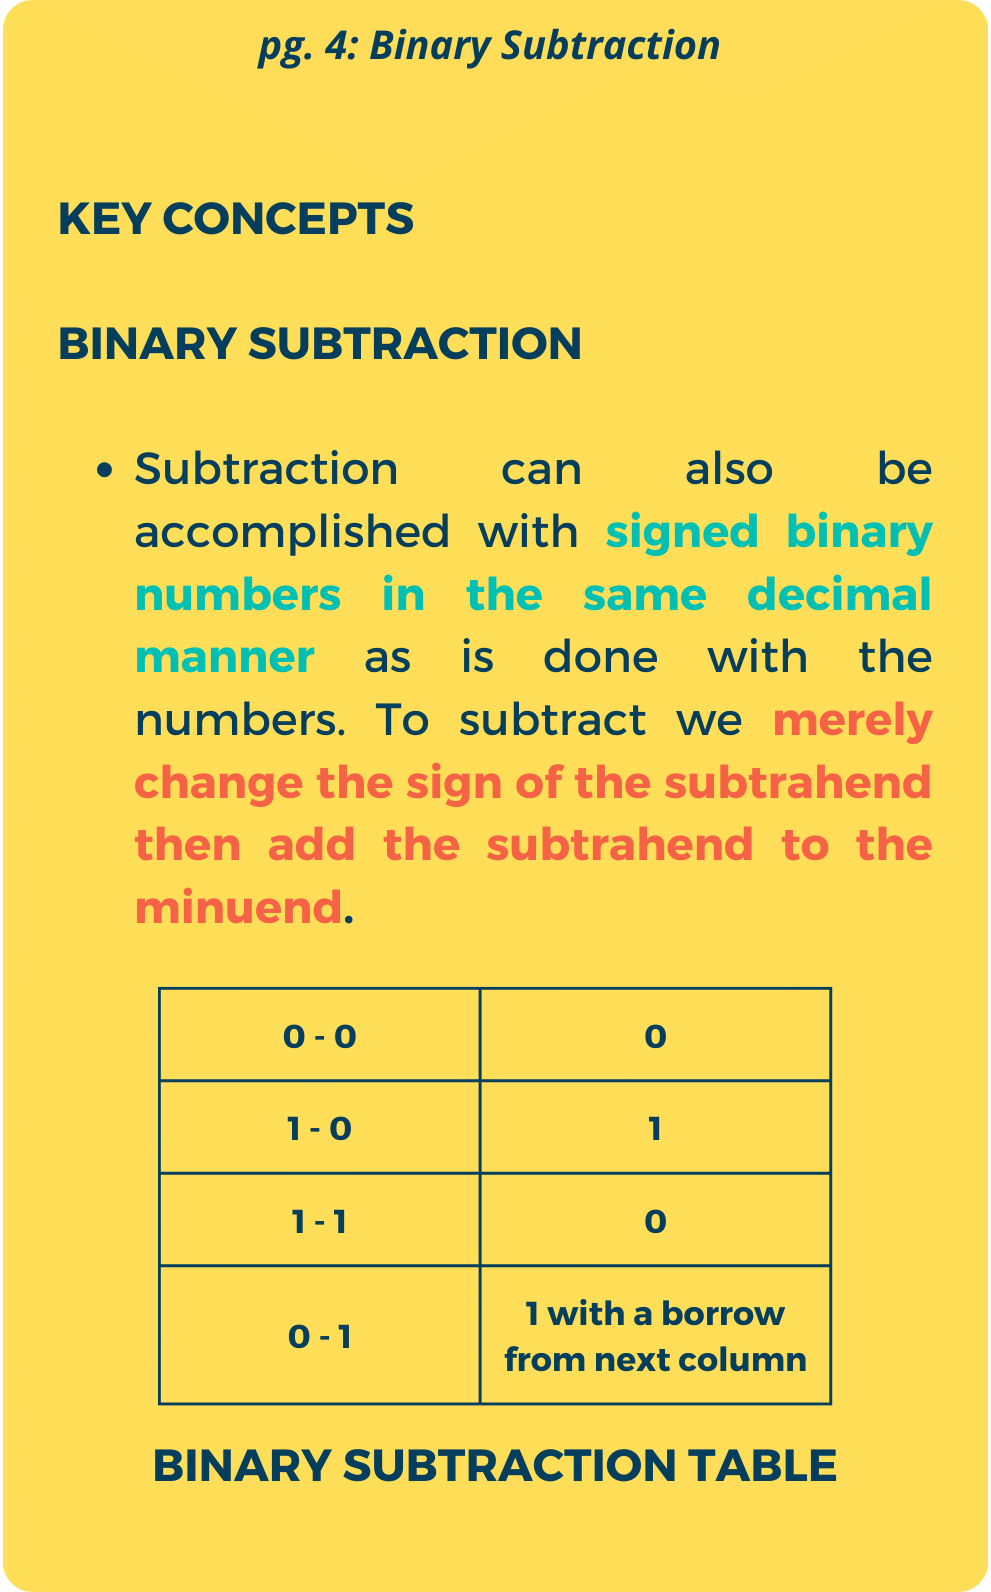 pg. 4: Binary Subtraction
KEY CONCEPTS
BINARY SUBTRACTION
• Subtraction can also be
accomplished with signed binary
numbers in the same decimal
manner as is done with the
numbers. To subtract we merely
change the sign of the subtrahend
then add the subtrahend to the
minuend.
0 - 0 0
1 - 0 1
1 - 1 0
0 - 1 1 with a borrow
from next column
BINARY SUBTRACTION TABLE